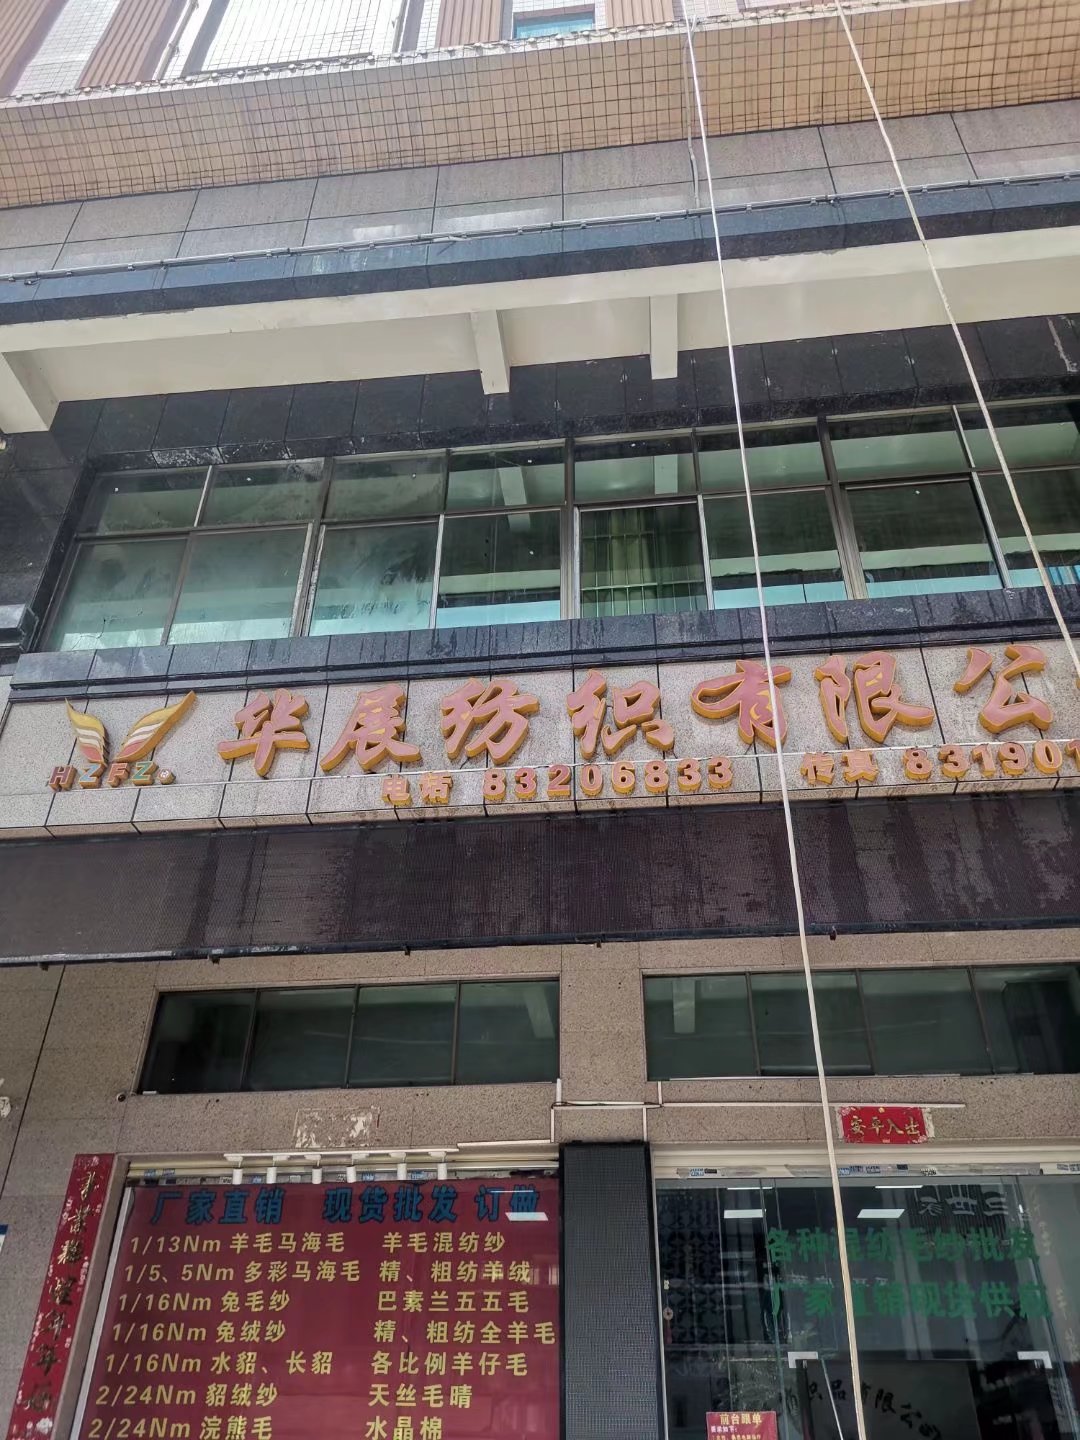 华展纺织有限公
HZFZ
电话 83206833 传真 831901
安平入出
厂家直销 现货批发 订做
1/13Nm 羊毛马海毛 羊毛混纺纱
1/5、5Nm 多彩马海毛 精、粗纺羊绒
1/16Nm 兔毛纱 巴素兰五五毛
1/16Nm 兔绒纱 精、粗纺全羊毛
1/16Nm 水貂、长貂 各比例羊仔毛
2/24Nm 貂绒纱 天丝毛晴
2/24Nm 浣熊毛 水晶棉
各种混纺毛纱批发
厂家直销现货供应
前台跟单